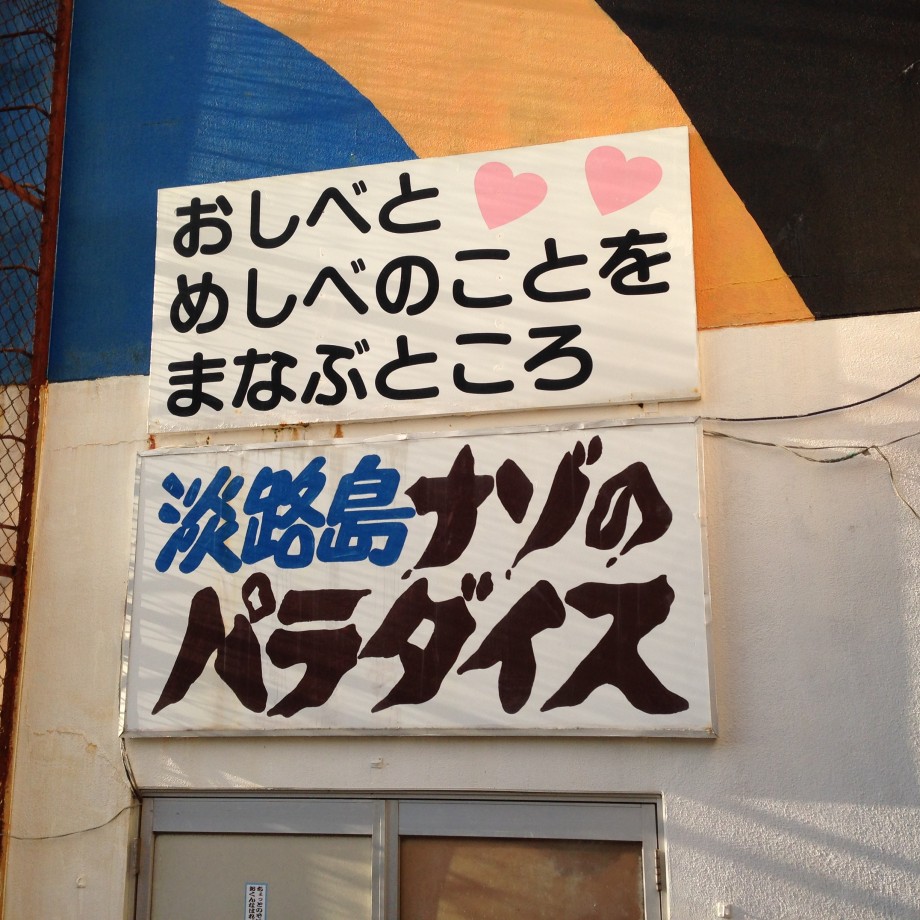 おしべと
めしべのことを
まなぶところ
淡路島ナゾの
パラダイス